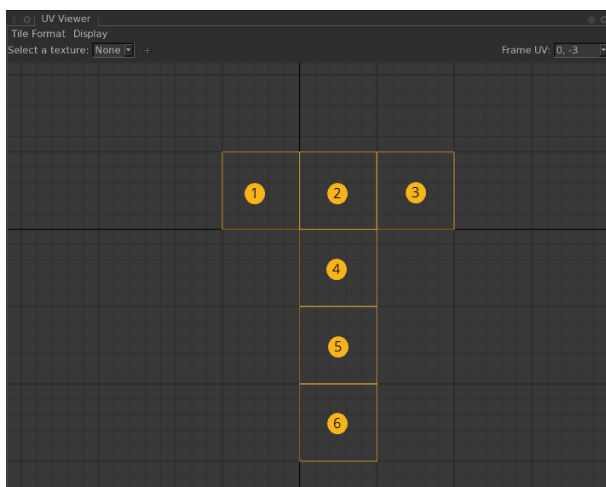 UV Viewer
Tile Format Display
Select a texture: None + Frame UV: 0, -3
1 2 3
4
5
6